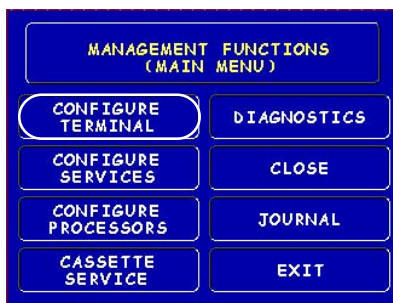 MANAGEMENT FUNCTIONS
(MAIN MENU)
CONFIGURE
TERMINAL
DIAGNOSTICS
CONFIGURE
SERVICES
CLOSE
CONFIGURE
PROCESSORS
JOURNAL
CASSETTE
SERVICE
EXIT